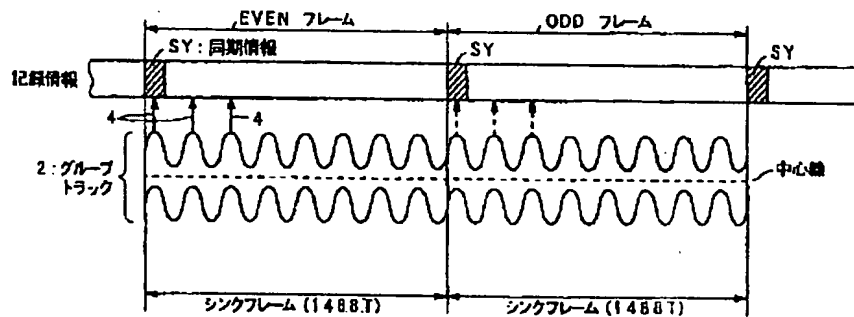 EVEN フレーム
ODD フレーム
SY:同期情報
SY
SY
記録情報
4
4
2:グルーブ
トラック
中心線
シンクフレーム(1488T)
シンクフレーム(1488T)